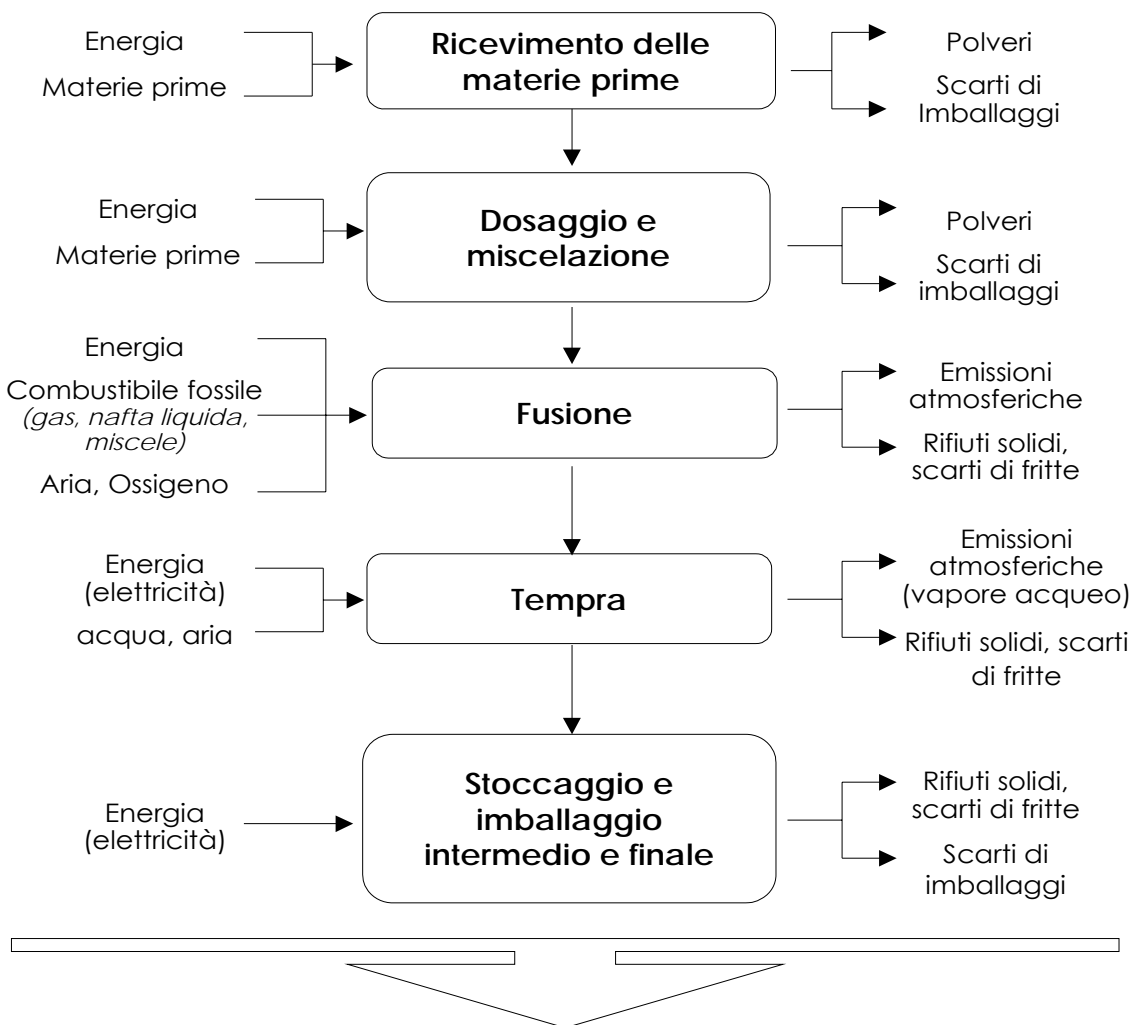 Energia
Materie prime
Ricevimento delle
materie prime
Polveri
Scarti di
Imballaggi
Energia
Materie prime
Dosaggio e
miscelazione
Polveri
Scarti di
imballaggi
Energia
Combustibile fossile
(gas, nafta liquida,
miscele)
Aria, Ossigeno
Fusione
Emissioni
atmosferiche
Rifiuti solidi,
scarti di fritte
Energia
(elettricità)
acqua, aria
Tempra
Emissioni
atmosferiche
(vapore acqueo)
Rifiuti solidi, scarti
di fritte
Energia
(elettricità)
Stoccaggio e
imballaggio
intermedio e finale
Rifiuti solidi,
scarti di fritte
Scarti di
imballaggi